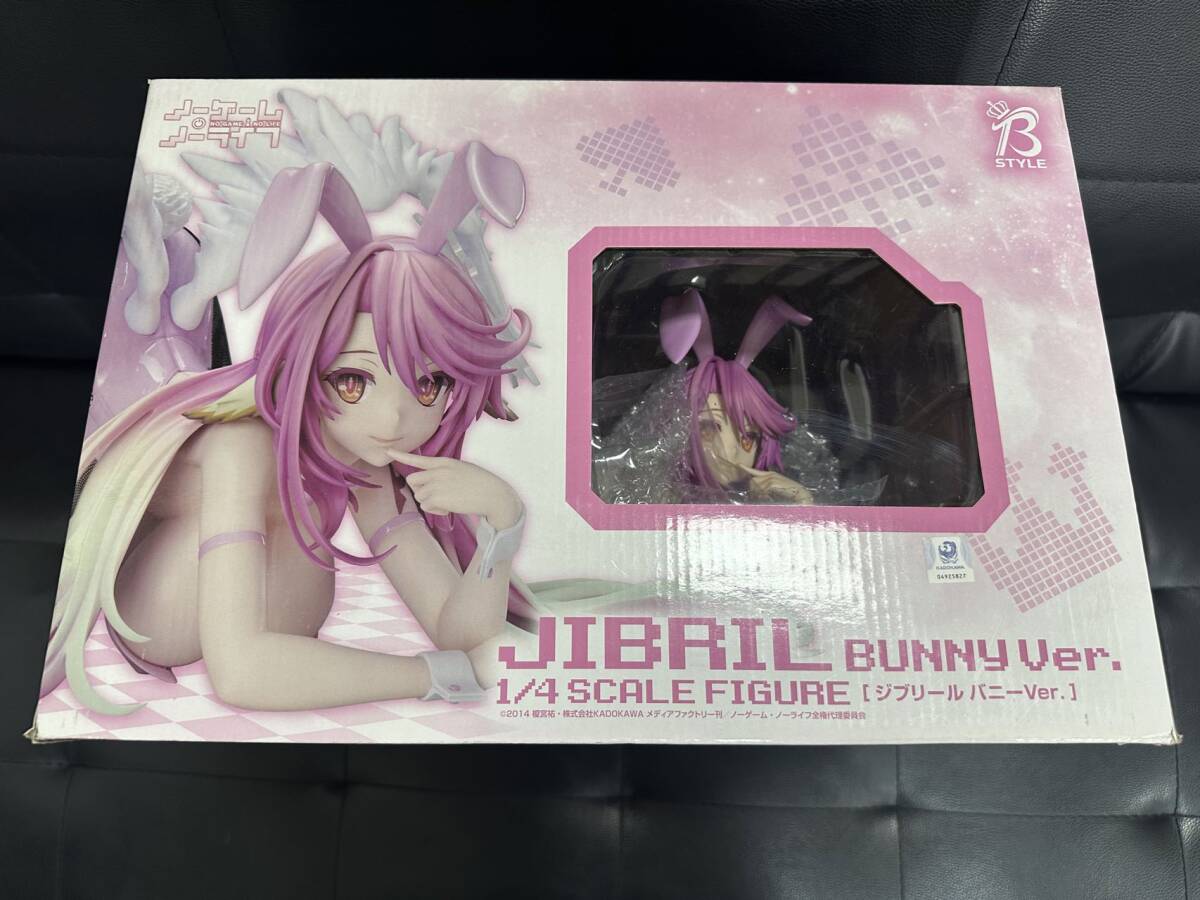 ノーゲーム
NO GAME NO LIFE
ノーライフ
B
STYLE
KADOKAWA
04925827
JIBRIL BUNNY Ver.
1/4 SCALE FIGURE [ ジブリール バニーVer. ]
©2014 榎宮祐・株式会社KADOKAWA メディアファクトリー刊／ノーゲーム・ノーライフ全権代理委員会